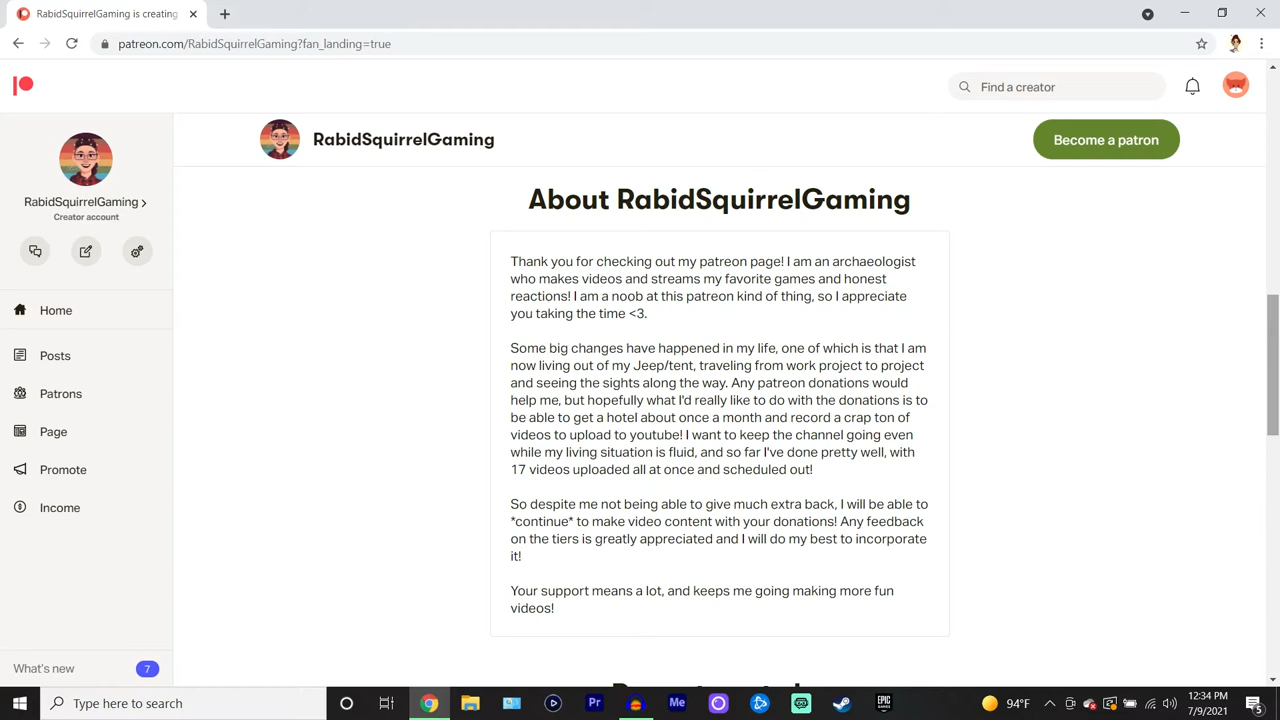 RabidSquirrelGaming is creating
patreon.com/RabidSquirrelGaming?fan_landing=true
Find a creator
RabidSquirrelGaming
Become a patron
RabidSquirrelGaming
Creator account
Home
Posts
Patrons
Page
Promote
Income
What's new
7
About RabidSquirrelGaming
Thank you for checking out my patreon page! I am an archaeologist
who makes videos and streams my favorite games and honest
reactions! I am a noob at this patreon kind of thing, so I appreciate
you taking the time <3.
Some big changes have happened in my life, one of which is that I am
now living out of my Jeep/tent, traveling from work project to project
and seeing the sights along the way. Any patreon donations would
help me, but hopefully what I'd really like to do with the donations is to
be able to get a hotel about once a month and record a crap ton of
videos to upload to youtube! I want to keep the channel going even
while my living situation is fluid, and so far I've done pretty well, with
17 videos uploaded all at once and scheduled out!
So despite me not being able to give much extra back, I will be able to
*continue* to make video content with your donations! Any feedback
on the tiers is greatly appreciated and I will do my best to incorporate
it!
Your support means a lot, and keeps me going making more fun
videos!
Type here to search
Pr
Me
EPIC
GAMES
94°F
12:34 PM
7/9/2021
5